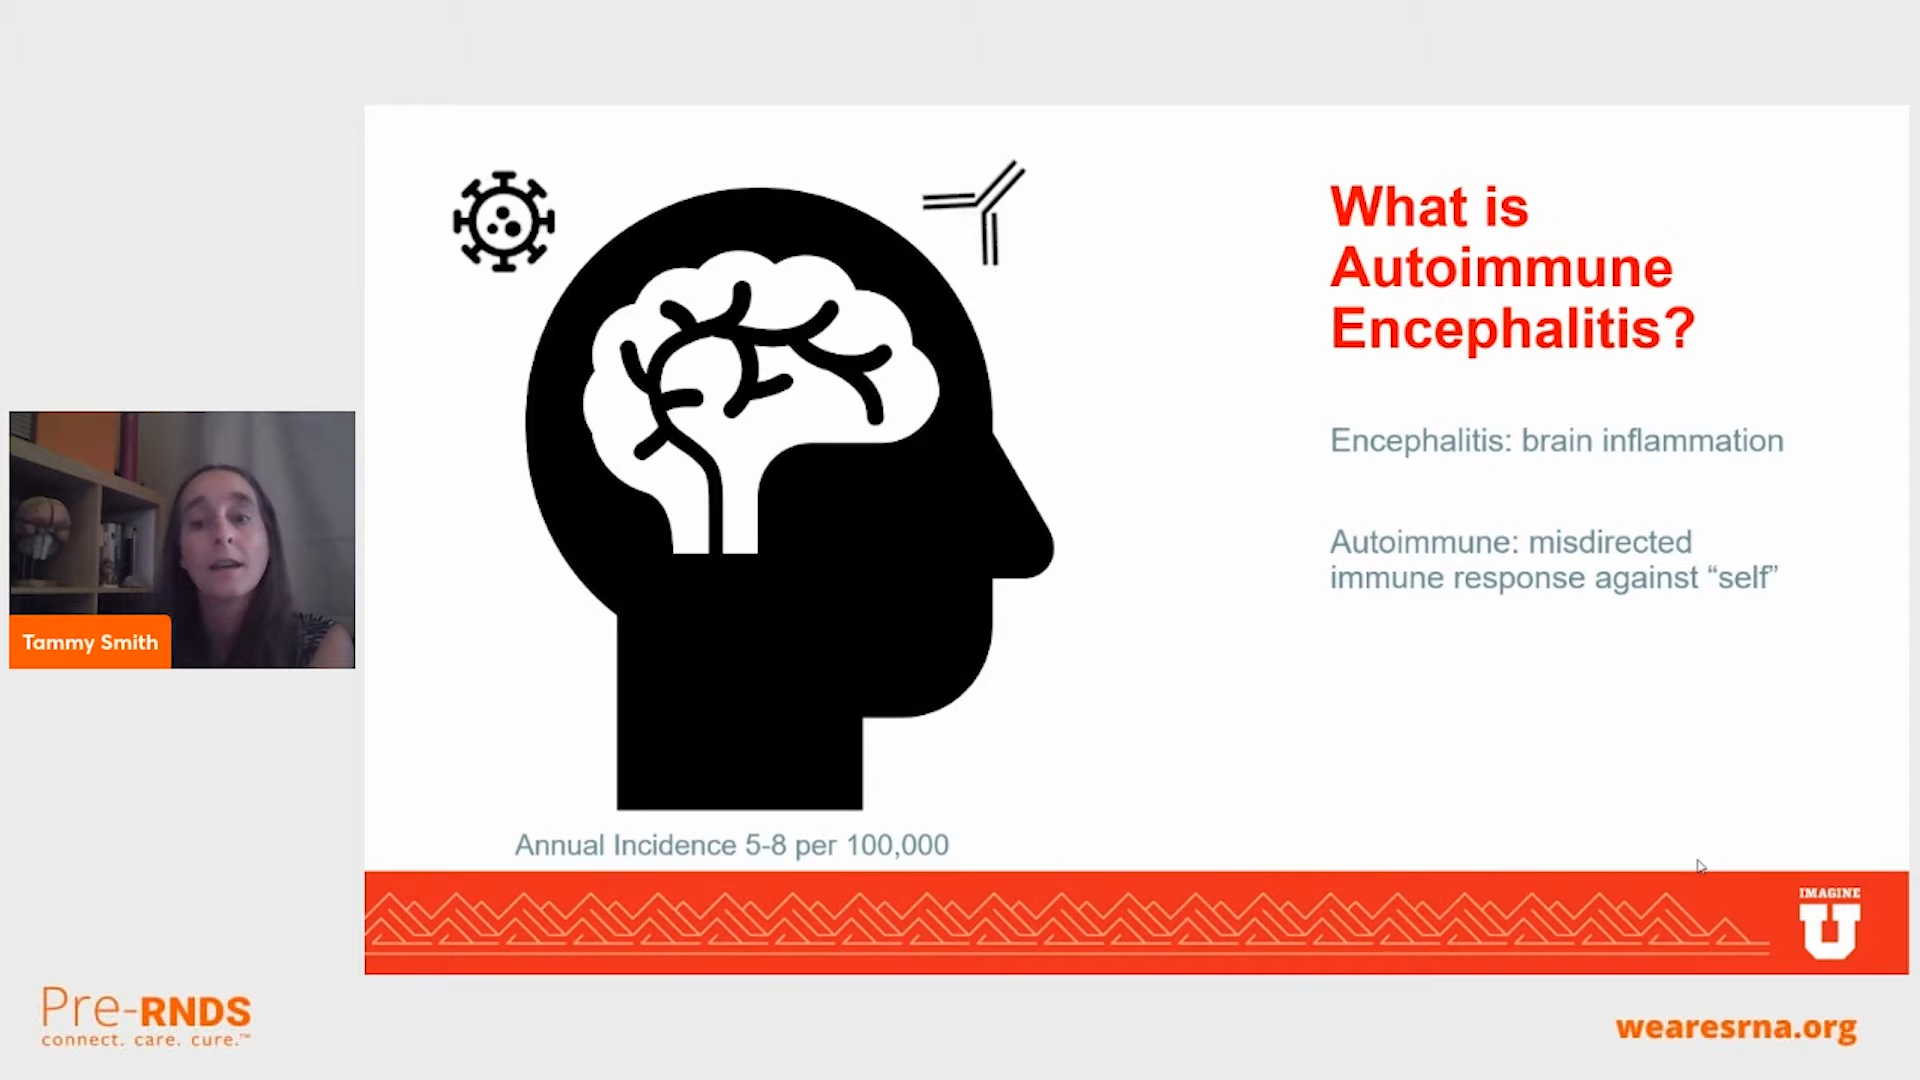 What is
Autoimmune
Encephalitis?
Encephalitis: brain inflammation
Autoimmune: misdirected
immune response against “self”
Tammy Smith
Annual Incidence 5-8 per 100,000
IMAGINE
U
Pre-RNDS
connect. care. cure.™
wearesrna.org